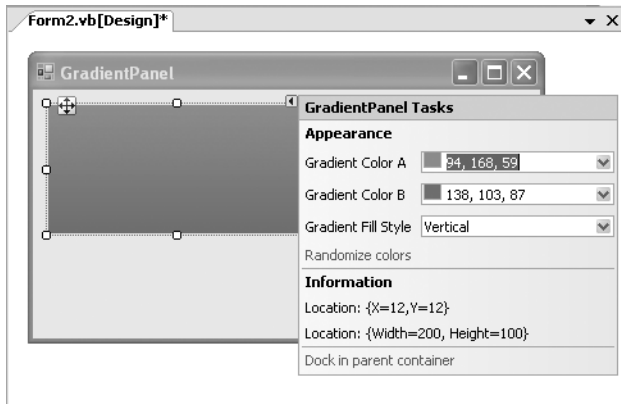 Form2.vb[Design]*
GradientPanel
GradientPanel Tasks
Appearance
Gradient Color A 94, 168, 59
Gradient Color B 138, 103, 87
Gradient Fill Style Vertical
Randomize colors
Information
Location: {X=12,Y=12}
Location: {Width=200, Height=100}
Dock in parent container